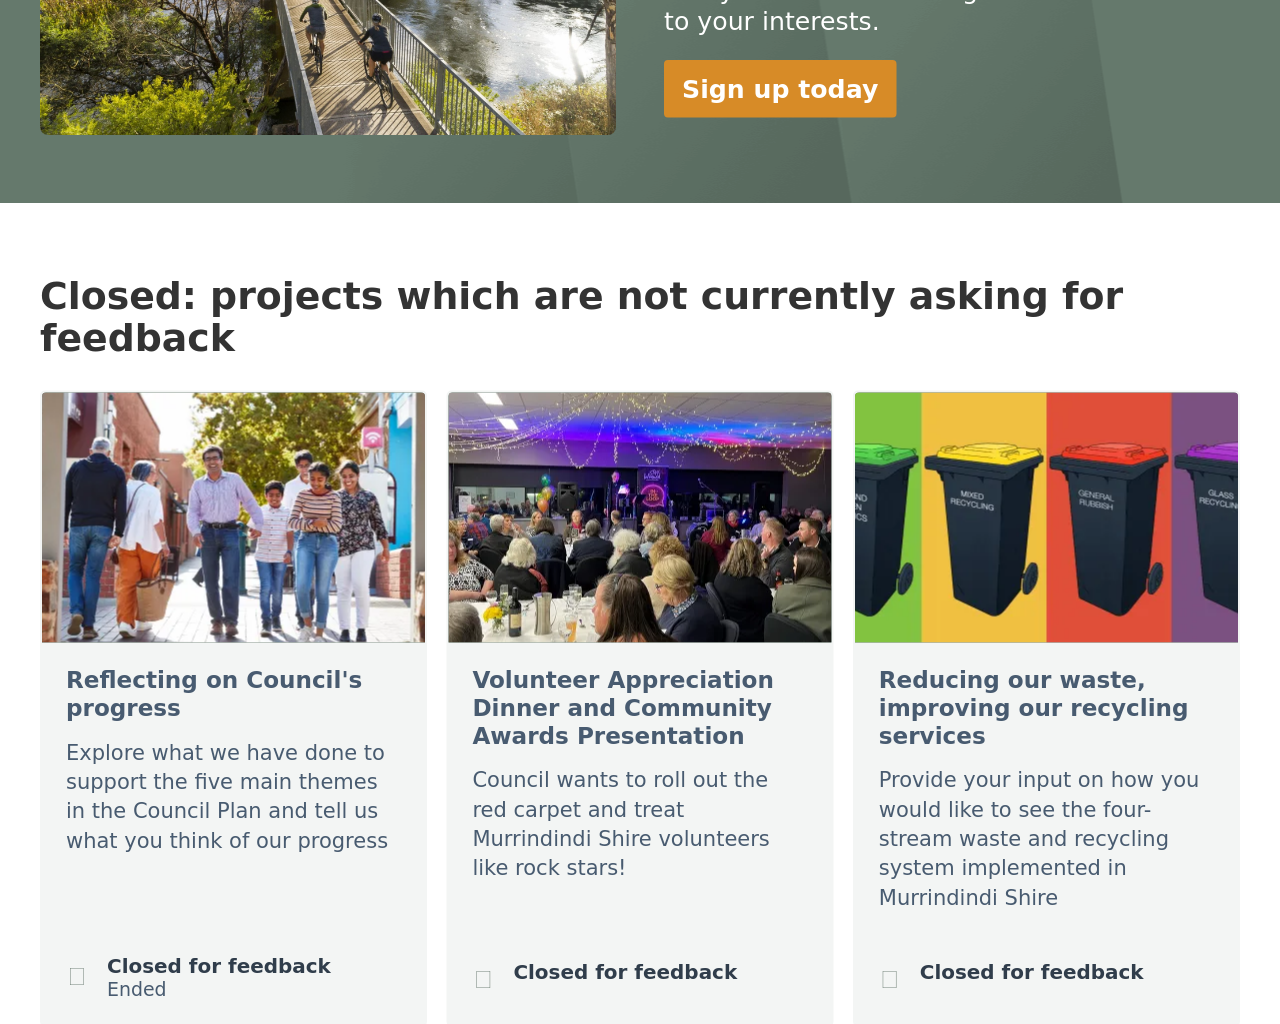 to your interests.
Sign up today
Closed: projects which are not currently asking for
feedback
MIXED
RECYCLING
GENERAL
RUBBISH
GLASS
Reflecting on Council's
progress
Explore what we have done to
support the five main themes
in the Council Plan and tell us
what you think of our progress
Closed for feedback
Ended
Volunteer Appreciation
Dinner and Community
Awards Presentation
Council wants to roll out the
red carpet and treat
Murrindindi Shire volunteers
like rock stars!
Closed for feedback
Reducing our waste,
improving our recycling
services
Provide your input on how you
would like to see the four-
stream waste and recycling
system implemented in
Murrindindi Shire
Closed for feedback